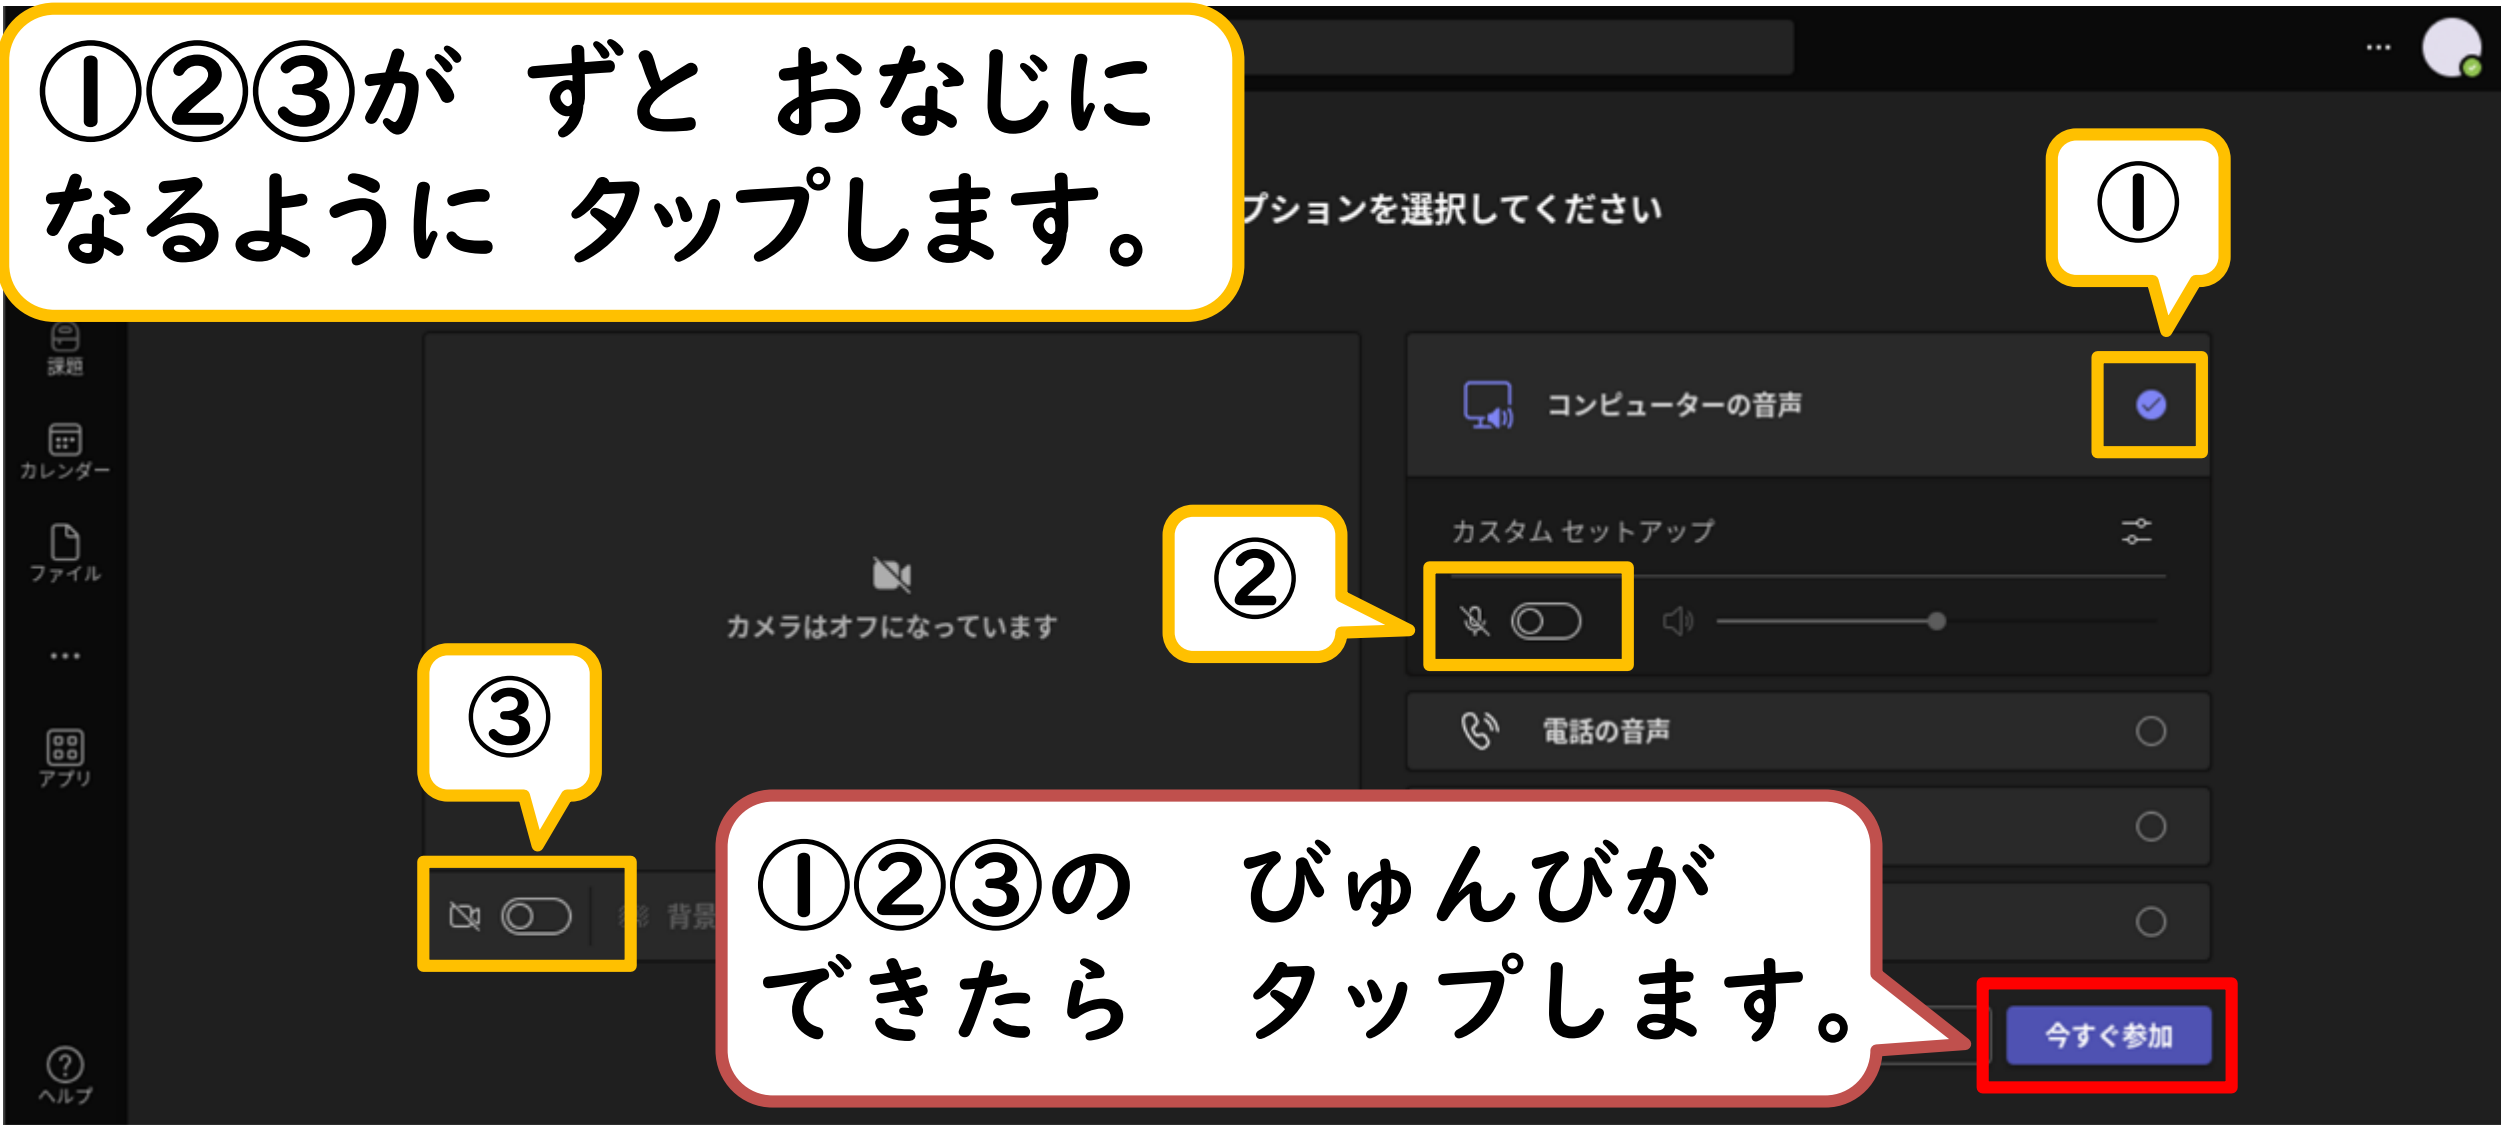 ①②③が ずと おなじに
なるように タップします。
プションを選択してください
①
課題
カレンダー
ファイル
アプリ
ヘルプ
コンピューターの音声
カスタム セットアップ
②
カメラはオフになっています
③
電話の音声
背景
①②③の じゅんびが
できたら タップします。
今すぐ参加